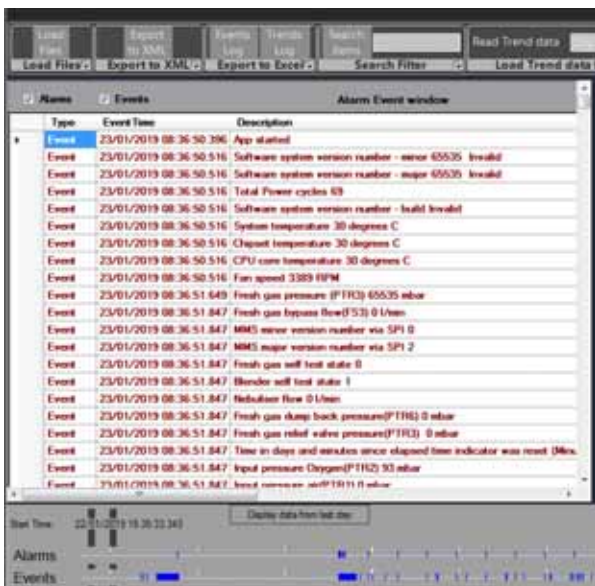 Load Files
Export to XML
Events Log
Trends Log
Search Items
Read Trend data
Load Files
Export to XML
Export to Excel
Search Filter
Load Trend data
Alarms
Events
Alarm Event window
Type Event Time Description
Event 23/01/2019 08:36:50.396 App started
Event 23/01/2019 08:36:50.516 Software system version number - minor 65535 Invalid
Event 23/01/2019 08:36:50.516 Software system version number - major 65535 Invalid
Event 23/01/2019 08:36:50.516 Total Power cycles 69
Event 23/01/2019 08:36:50.516 Software system version number - build Invalid
Event 23/01/2019 08:36:50.516 System temperature 30 degrees C
Event 23/01/2019 08:36:50.516 Chipset temperature 30 degrees C
Event 23/01/2019 08:36:50.516 CPU core temperature 30 degrees C
Event 23/01/2019 08:36:50.516 Fan speed 3389 RPM
Event 23/01/2019 08:36:51.649 Fresh gas pressure (PTR3) 65535 mbar
Event 23/01/2019 08:36:51.847 Fresh gas bypass flow(FS3) 0 l/min
Event 23/01/2019 08:36:51.847 MMS minor version number via SPI 0
Event 23/01/2019 08:36:51.847 MMS major version number via SPI 2
Event 23/01/2019 08:36:51.847 Fresh gas self test state 0
Event 23/01/2019 08:36:51.847 Blender self test state 1
Event 23/01/2019 08:36:51.847 Nebuliser flow 0 l/min
Event 23/01/2019 08:36:51.847 Fresh gas dump back pressure(PTR6) 0 mbar
Event 23/01/2019 08:36:51.847 Fresh gas relief valve pressure(PTR3) 0 mbar
Event 23/01/2019 08:36:51.847 Time in days and minutes since elapsed time indicator was reset (Minu
Event 23/01/2019 08:36:51.847 Input pressure Oxygen(PTR2) 93 mbar
Event 23/01/2019 08:36:51.847 Input pressure air(PTR1) 0 mbar
Display data from last day
Start Time:
Alarms
Events